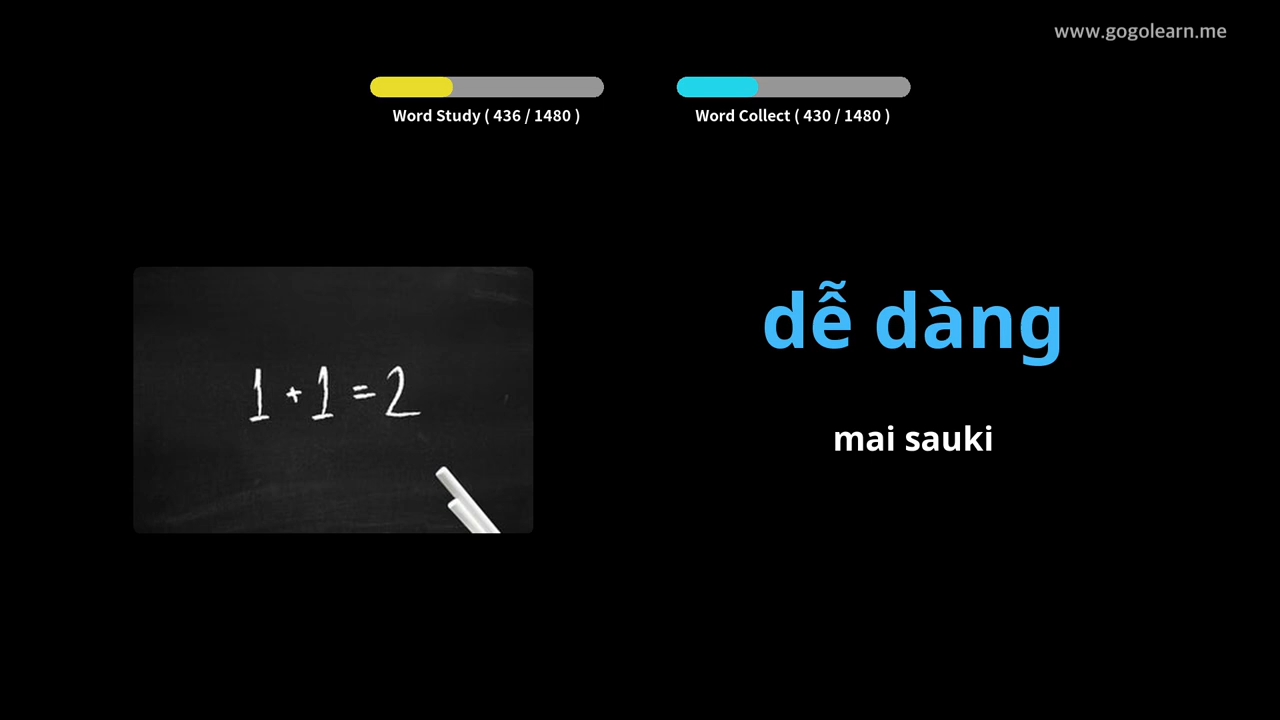 www.gogolearn.me
Word Study ( 436 / 1480 )
Word Collect ( 430 / 1480 )
1 + 1 = 2
dễ dàng
mai sauki